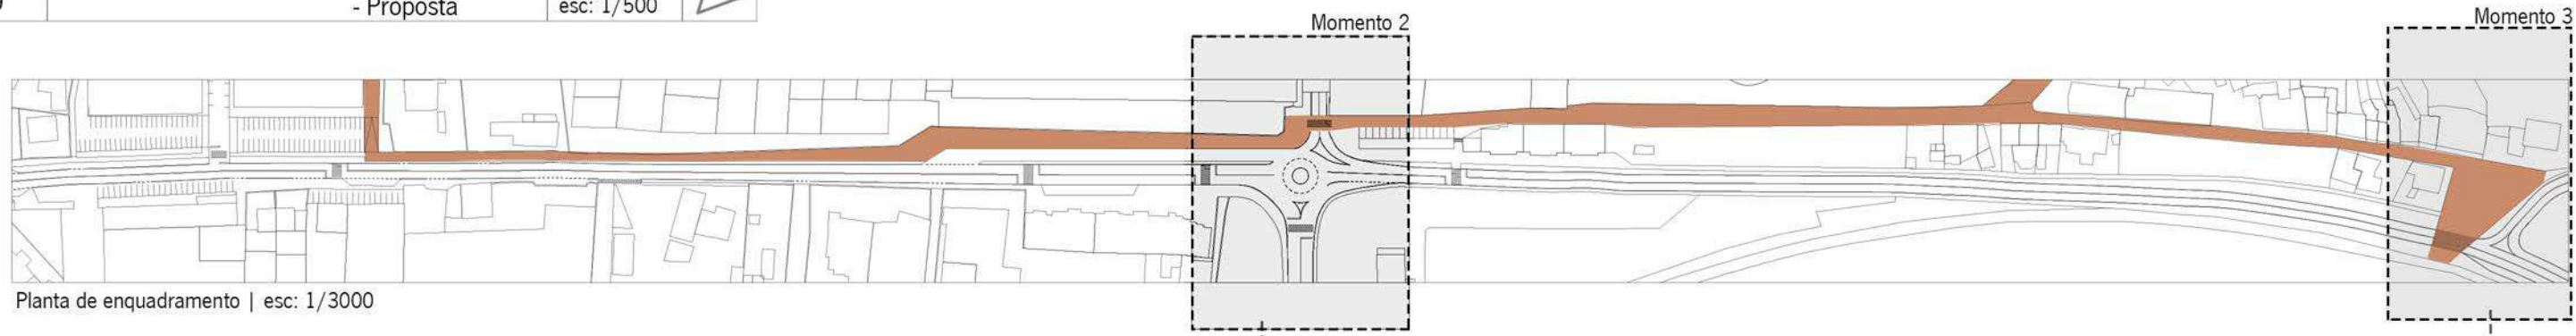 - Proposta
esc: 1/500
Momento 2
Momento 3
Planta de enquadramento | esc: 1/3000